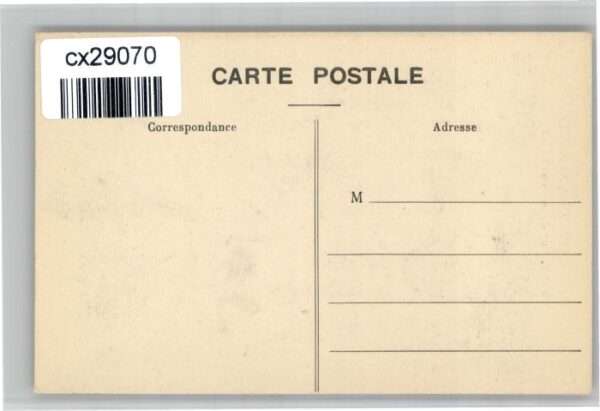 cx29070
CARTE POSTALE
Correspondance
Adresse
M